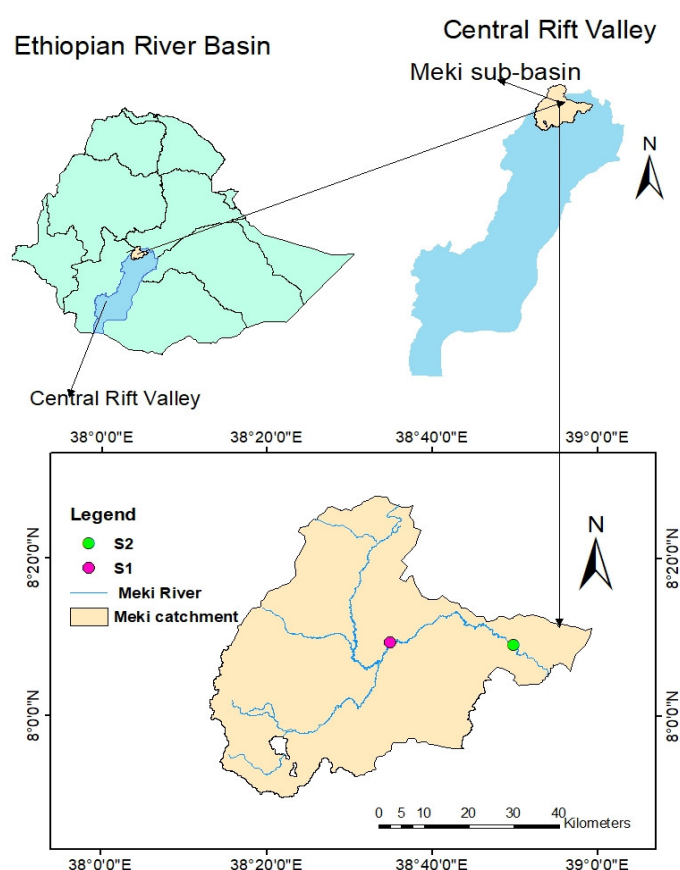 Central Rift Valley
Ethiopian River Basin
Meki sub-basin
N
Central Rift Valley
38°0'0"E 38°20'0"E 38°40'0"E 39°0'0"E
Legend
S2
S1
Meki River
Meki catchment
N
8°20'0"N 8°20'0"N
8°0'0"N 8°0'0"N
0 5 10 20 30 40
Kilometers
38°0'0"E 38°20'0"E 38°40'0"E 39°0'0"E